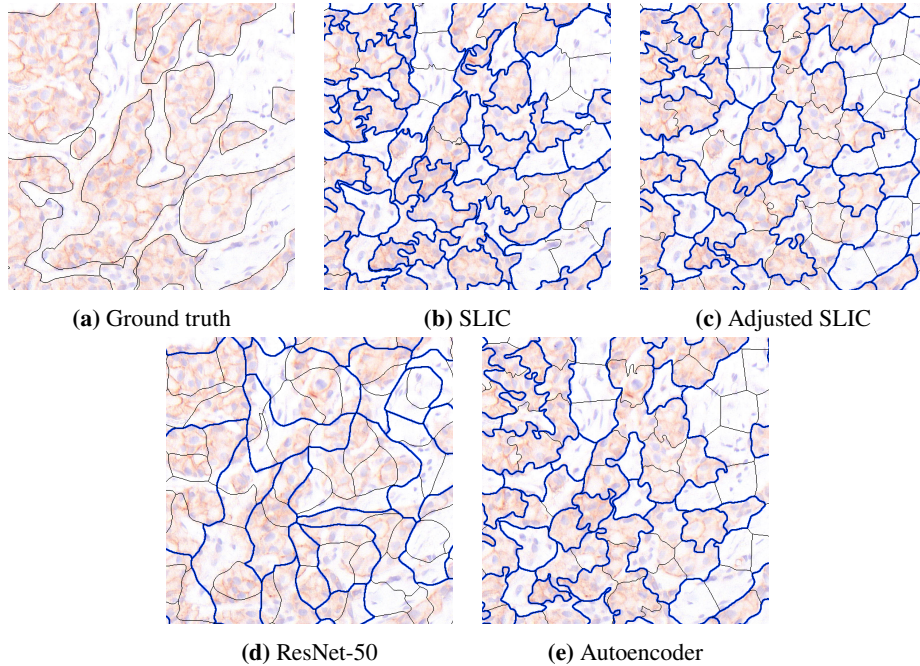 (a) Ground truth
(b) SLIC
(c) Adjusted SLIC
(d) ResNet-50
(e) Autoencoder